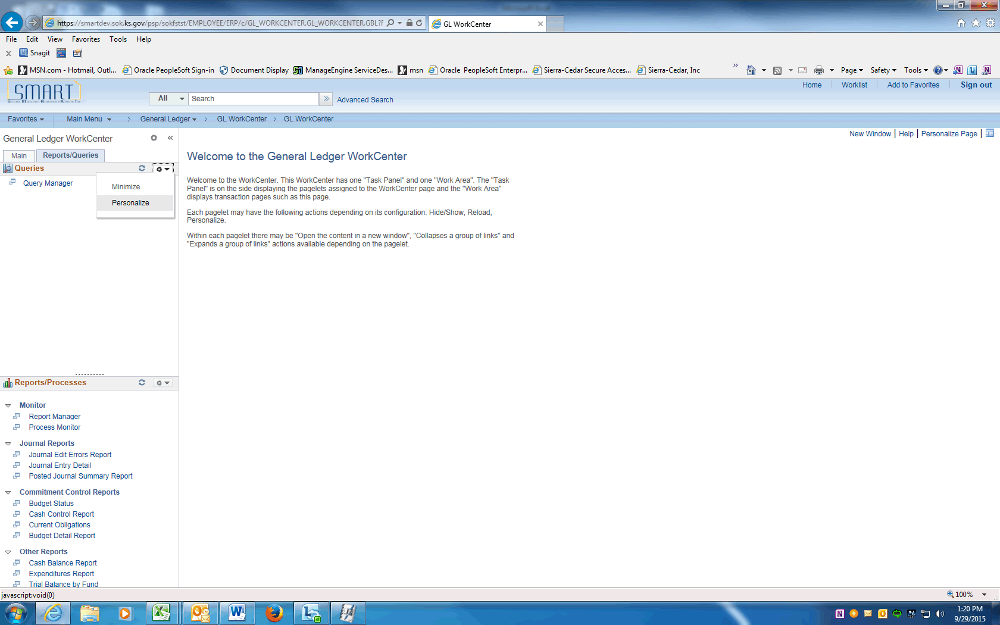 https://smartdev.sok.ks.gov/psp/sokfstst/EMPLOYEE/ERP/c/GL_WORKCENTER.GL_WORKCENTER.GBL?F
GL WorkCenter
File Edit View Favorites Tools Help
Snagit
MSN.com - Hotmail, Outl... Oracle PeopleSoft Sign-in Document Display ManageEngine ServiceDes... msn Oracle PeopleSoft Enterpr... Sierra-Cedar Secure Acces... Sierra-Cedar, Inc
Page Safety Tools
SMART
Home Worklist Add to Favorites Sign out
All Search Advanced Search
Favorites Main Menu > General Ledger > GL WorkCenter > GL WorkCenter
New Window | Help | Personalize Page |
General Ledger WorkCenter
Main Reports/Queries
Queries
Query Manager
Minimize
Personalize
Welcome to the General Ledger WorkCenter
Welcome to the WorkCenter. This WorkCenter has one "Task Panel" and one "Work Area". The "Task
Panel" is on the side displaying the pagelets assigned to the WorkCenter page and the "Work Area"
displays transaction pages such as this page.
Each pagelet may have the following actions depending on its configuration: Hide/Show, Reload,
Personalize.
Within each pagelet there may be "Open the content in a new window", "Collapses a group of links" and
"Expands a group of links" actions available depending on the pagelet.
Reports/Processes
Monitor
Report Manager
Process Monitor
Journal Reports
Journal Edit Errors Report
Journal Entry Detail
Posted Journal Summary Report
Commitment Control Reports
Budget Status
Cash Control Report
Current Obligations
Budget Detail Report
Other Reports
Cash Balance Report
Expenditures Report
Trial Balance by Fund
javascript:void(0)
100%
1:20 PM
9/29/2015